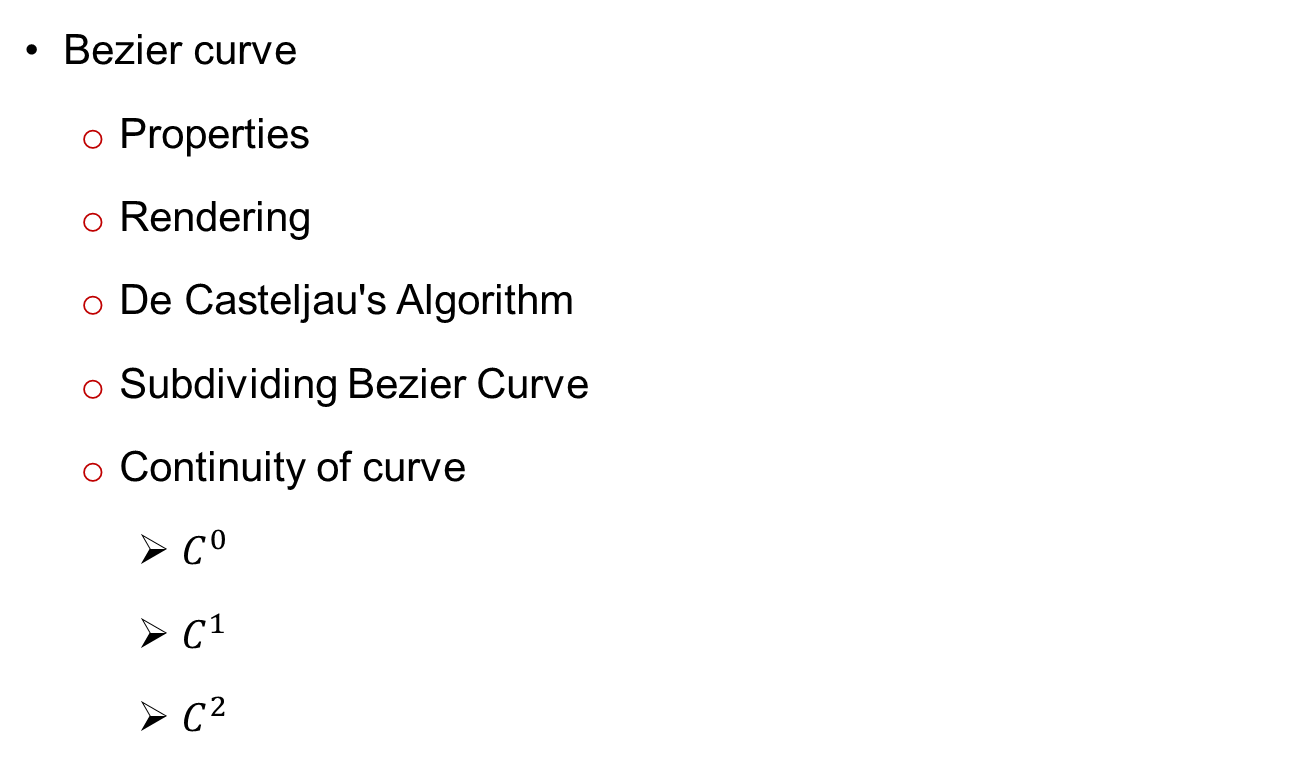 • Bezier curve
o Properties
o Rendering
o De Casteljau's Algorithm
o Subdividing Bezier Curve
o Continuity of curve
➢ C⁰
➢ C¹
➢ C²